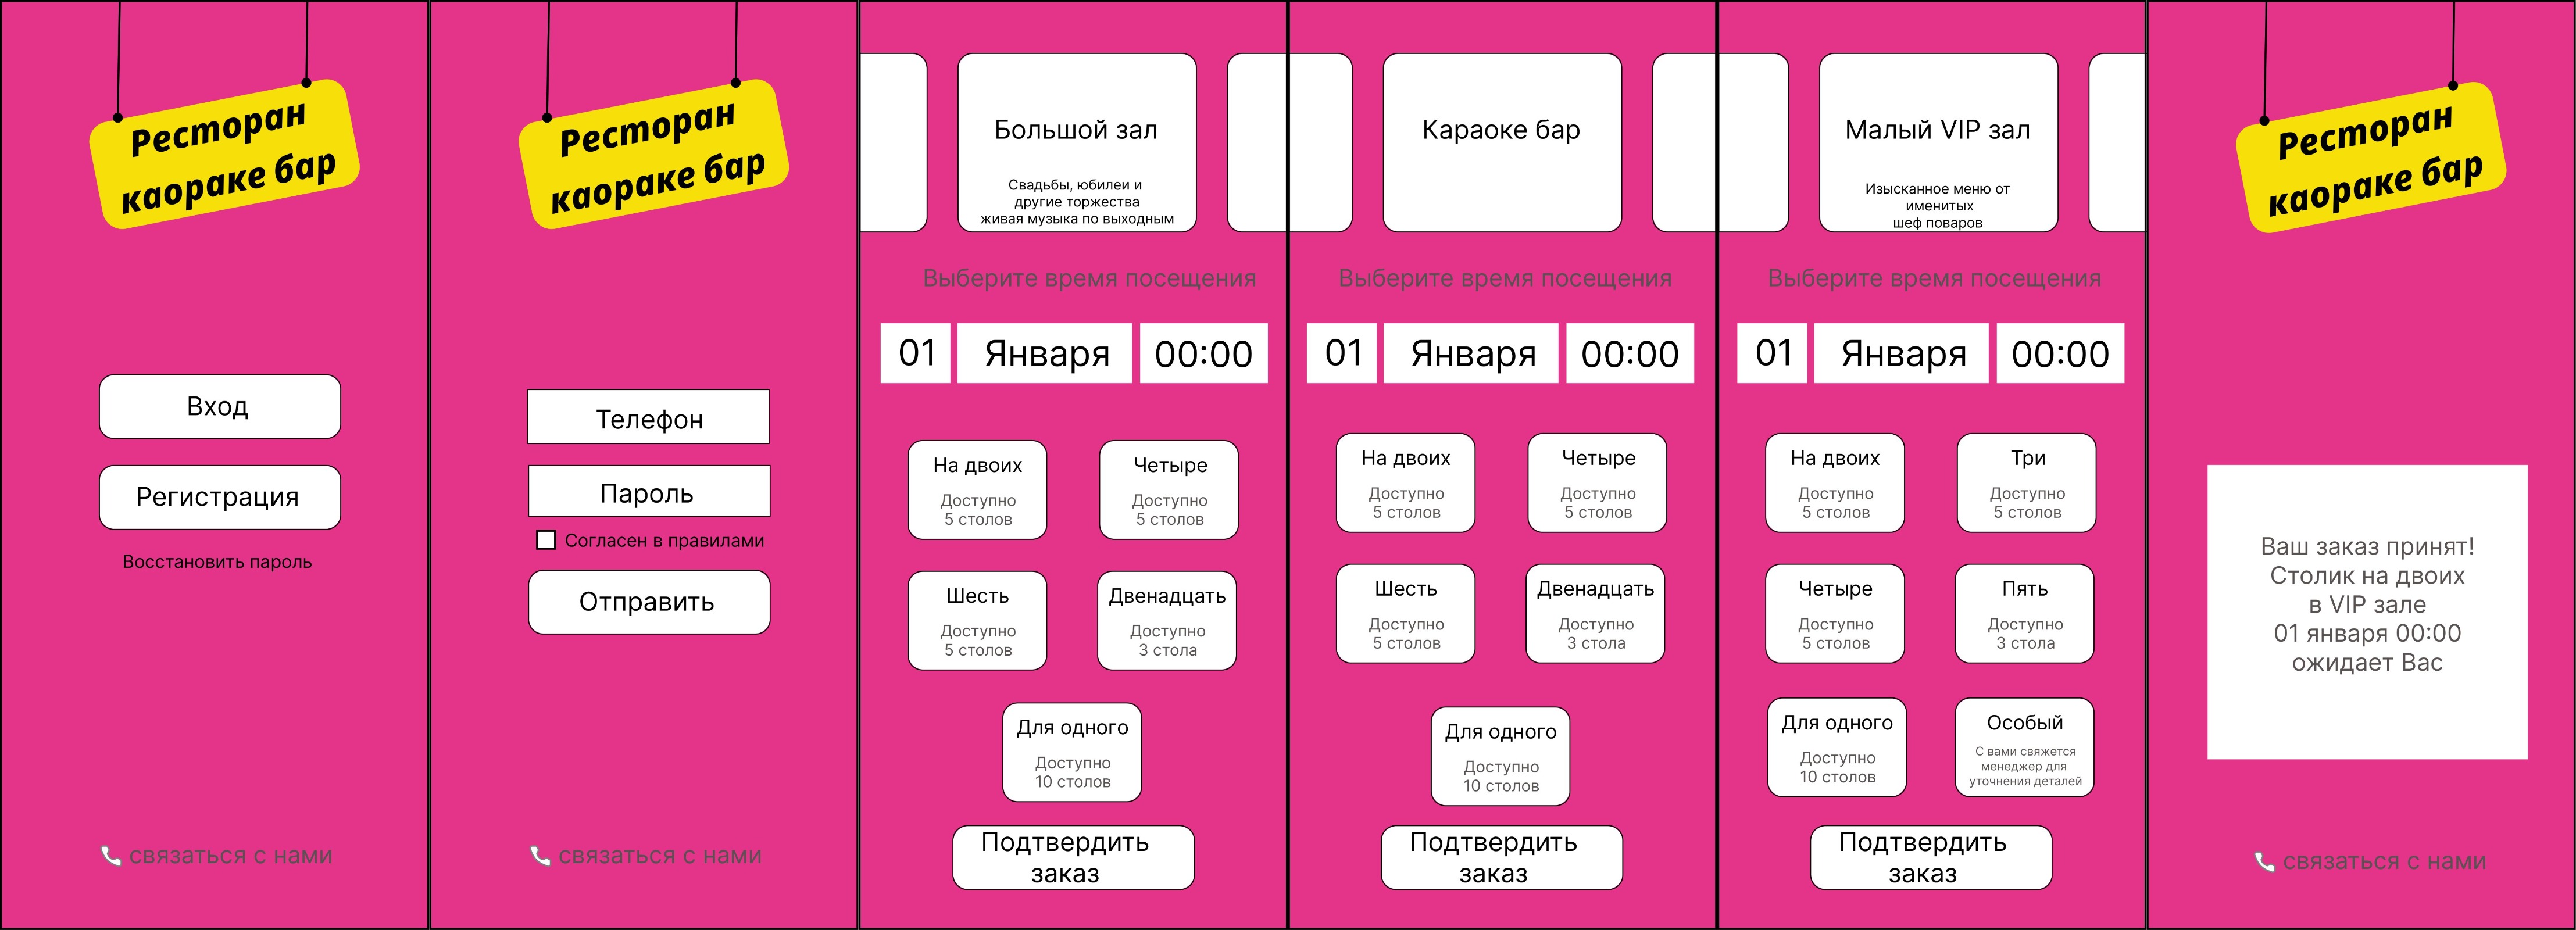 Ресторан
каораке бар
Вход
Регистрация
Восстановить пароль
связаться с нами
Ресторан
каораке бар
Телефон
Пароль
Согласен в правилами
Отправить
связаться с нами
Большой зал
Свадьбы, юбилеи и
другие торжества
живая музыка по выходным
Выберите время посещения
01 Января 00:00
На двоих
Доступно
5 столов
Четыре
Доступно
5 столов
Шесть
Доступно
5 столов
Двенадцать
Доступно
3 стола
Для одного
Доступно
10 столов
Подтвердить
заказ
Караоке бар
Выберите время посещения
01 Января 00:00
На двоих
Доступно
5 столов
Четыре
Доступно
5 столов
Шесть
Доступно
5 столов
Двенадцать
Доступно
3 стола
Для одного
Доступно
10 столов
Подтвердить
заказ
Малый VIP зал
Изысканное меню от
именитых
шеф поваров
Выберите время посещения
01 Января 00:00
На двоих
Доступно
5 столов
Три
Доступно
5 столов
Четыре
Доступно
5 столов
Пять
Доступно
3 стола
Для одного
Доступно
10 столов
Особый
С вами свяжется
менеджер для
уточнения деталей
Подтвердить
заказ
Ресторан
каораке бар
Ваш заказ принят!
Столик на двоих
в VIP зале
01 января 00:00
ожидает Вас
связаться с нами